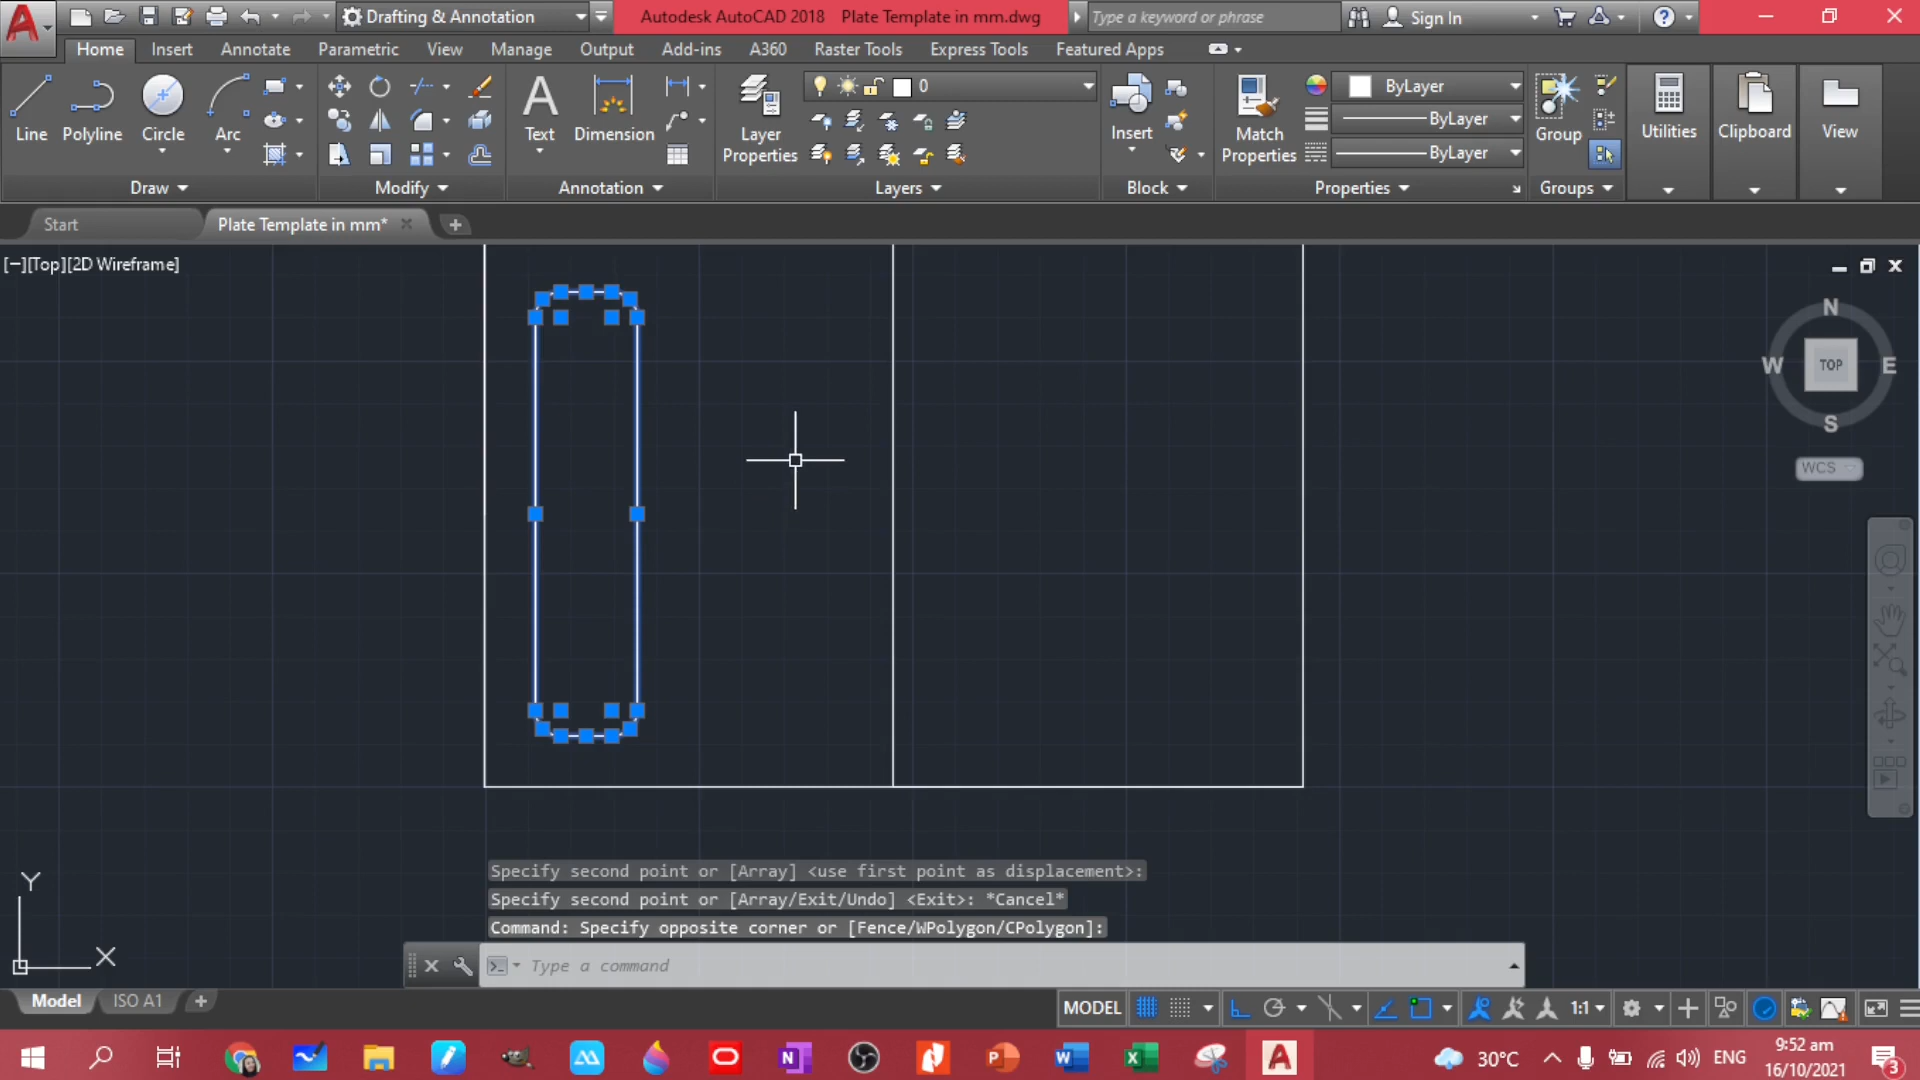 Drafting & Annotation
Autodesk AutoCAD 2018 Plate Template in mm.dwg
Type a keyword or phrase
Sign In
Home Insert Annotate Parametric View Manage Output Add-ins A360 Raster Tools Express Tools Featured Apps
Line Polyline Circle Arc
Text Dimension
Layer Properties
0
Insert
Match Properties
ByLayer
ByLayer
ByLayer
Group
Utilities
Clipboard
View
Draw Modify Annotation Layers Block Properties Groups
Start
Plate Template in mm*
[−][Top][2D Wireframe]
N
W TOP E
S
WCS
Specify second point or [Array] <use first point as displacement>:
Specify second point or [Array/Exit/Undo] <Exit>: *Cancel*
Command: Specify opposite corner or [Fence/WPolygon/CPolygon]:
Type a command
Y
X
Model ISO A1
MODEL
1:1
30°C
ENG
9:52 am
16/10/2021
3